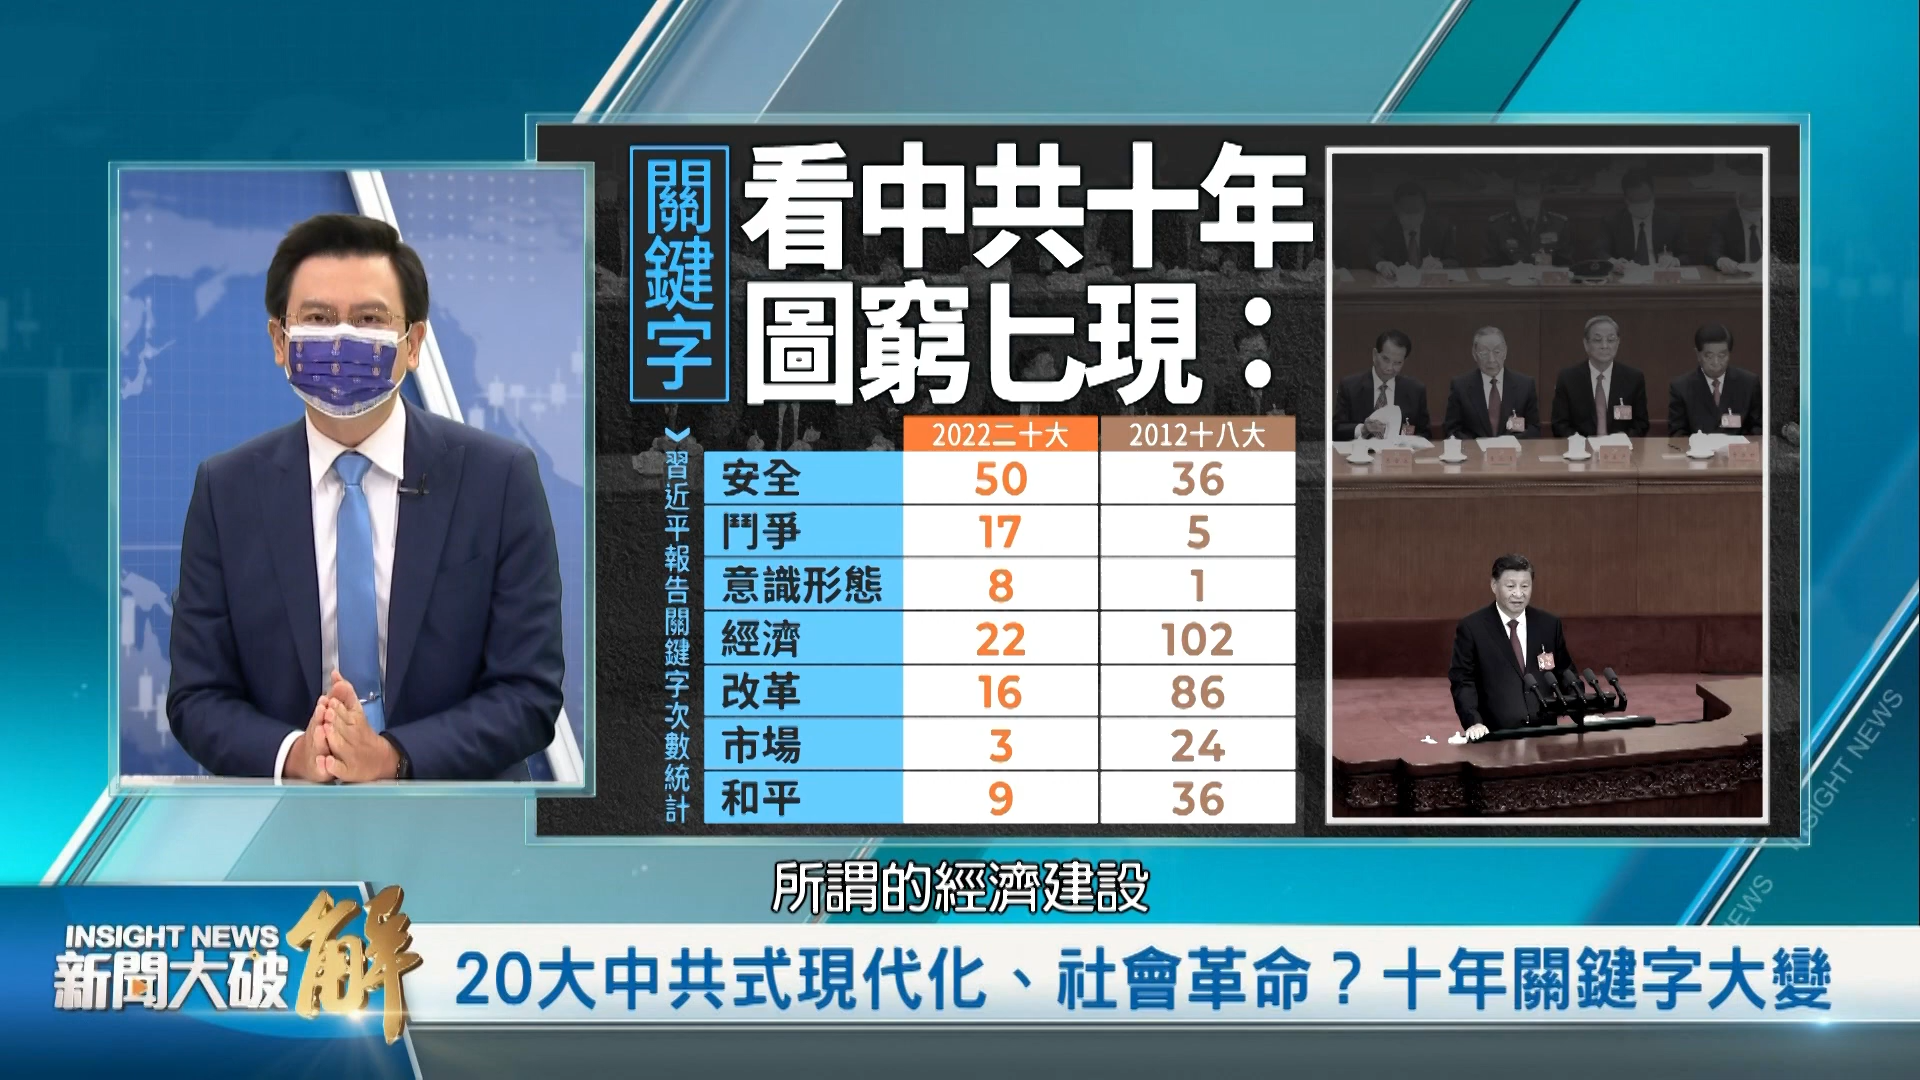 關鍵字
看中共十年
圖窮匕現：
習近平報告關鍵字次數統計
2022二十大 2012十八大
安全 50 36
鬥爭 17 5
意識形態 8 1
經濟 22 102
改革 16 86
市場 3 24
和平 9 36
所謂的經濟建設
INSIGHT NEWS
新聞大破解
20大中共式現代化、社會革命？十年關鍵字大變
INSIGHT NEWS
NEWS